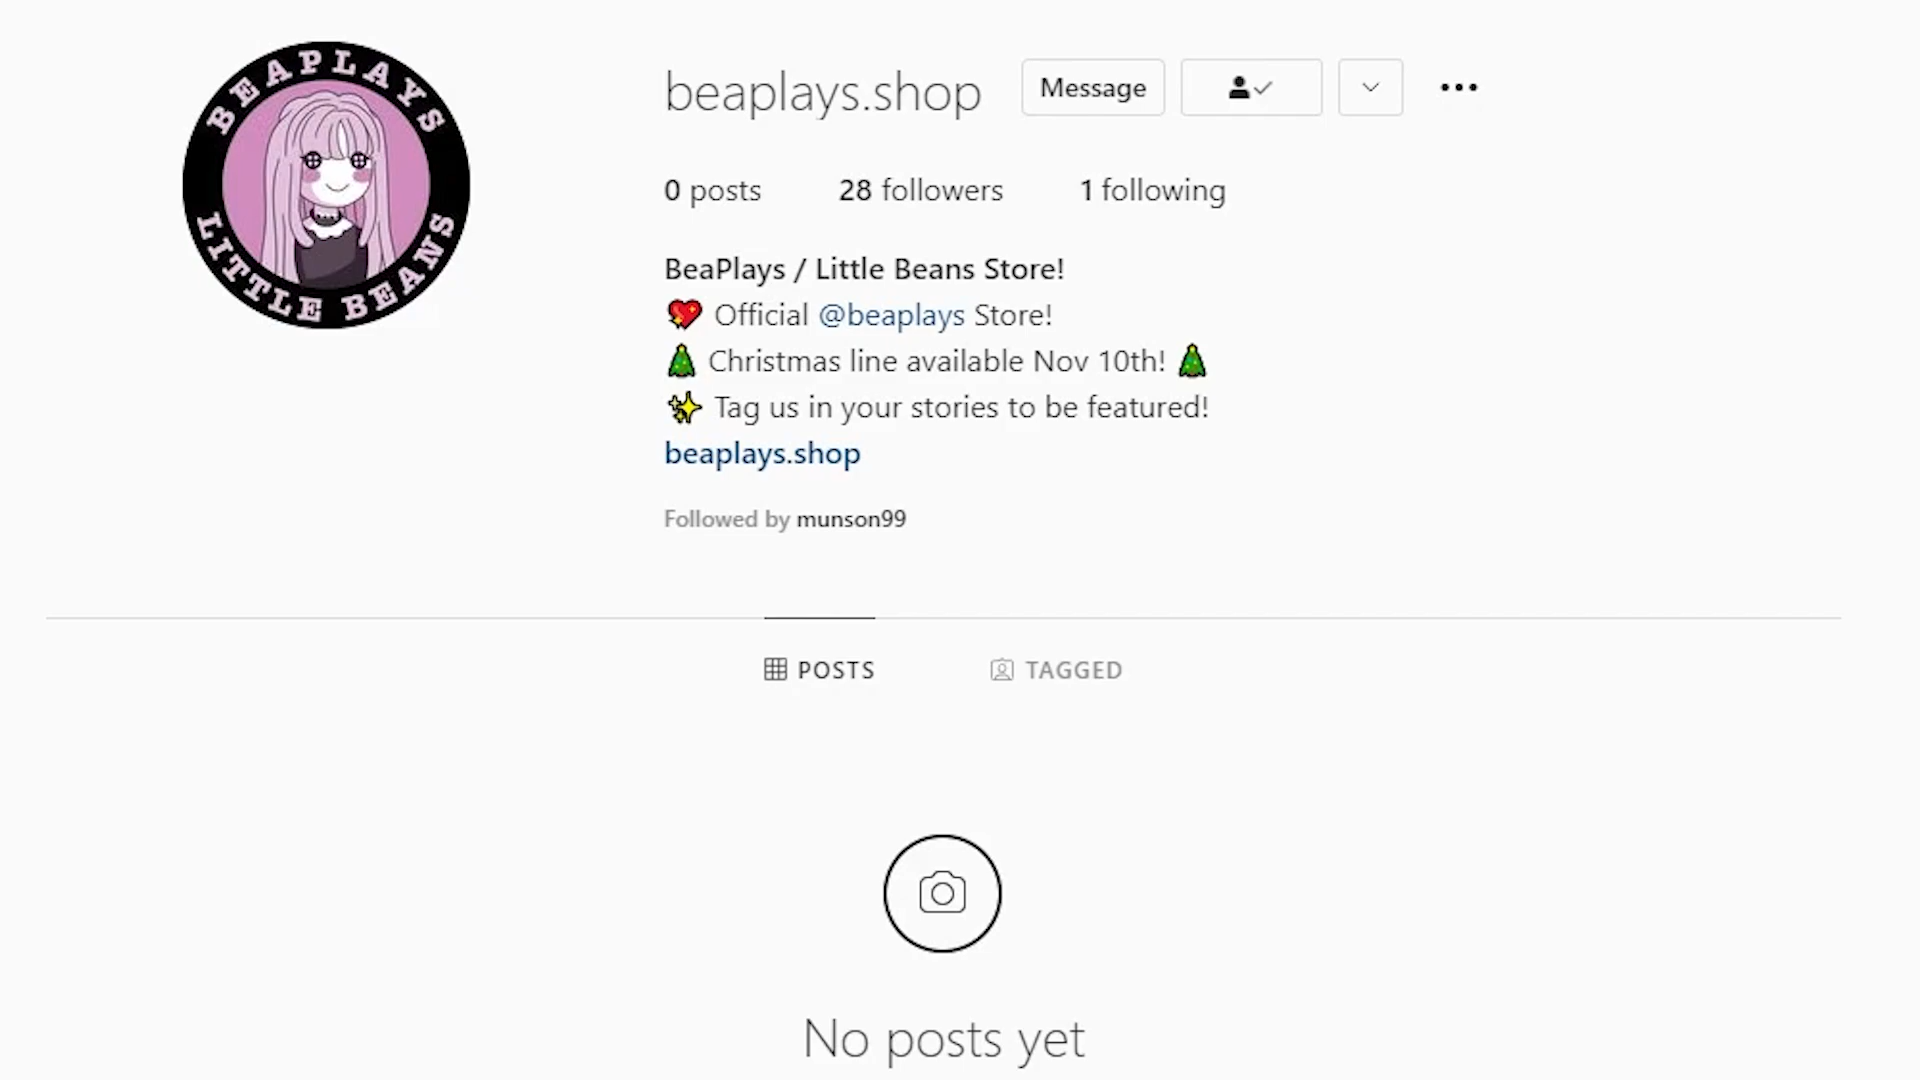 BEAPLAYS
LITTLE BEANS
beaplays.shop
Message
0 posts 28 followers 1 following
BeaPlays / Little Beans Store!
💖 Official @beaplays Store!
🎄 Christmas line available Nov 10th! 🎄
✨ Tag us in your stories to be featured!
beaplays.shop
Followed by munson99
POSTS TAGGED
No posts yet